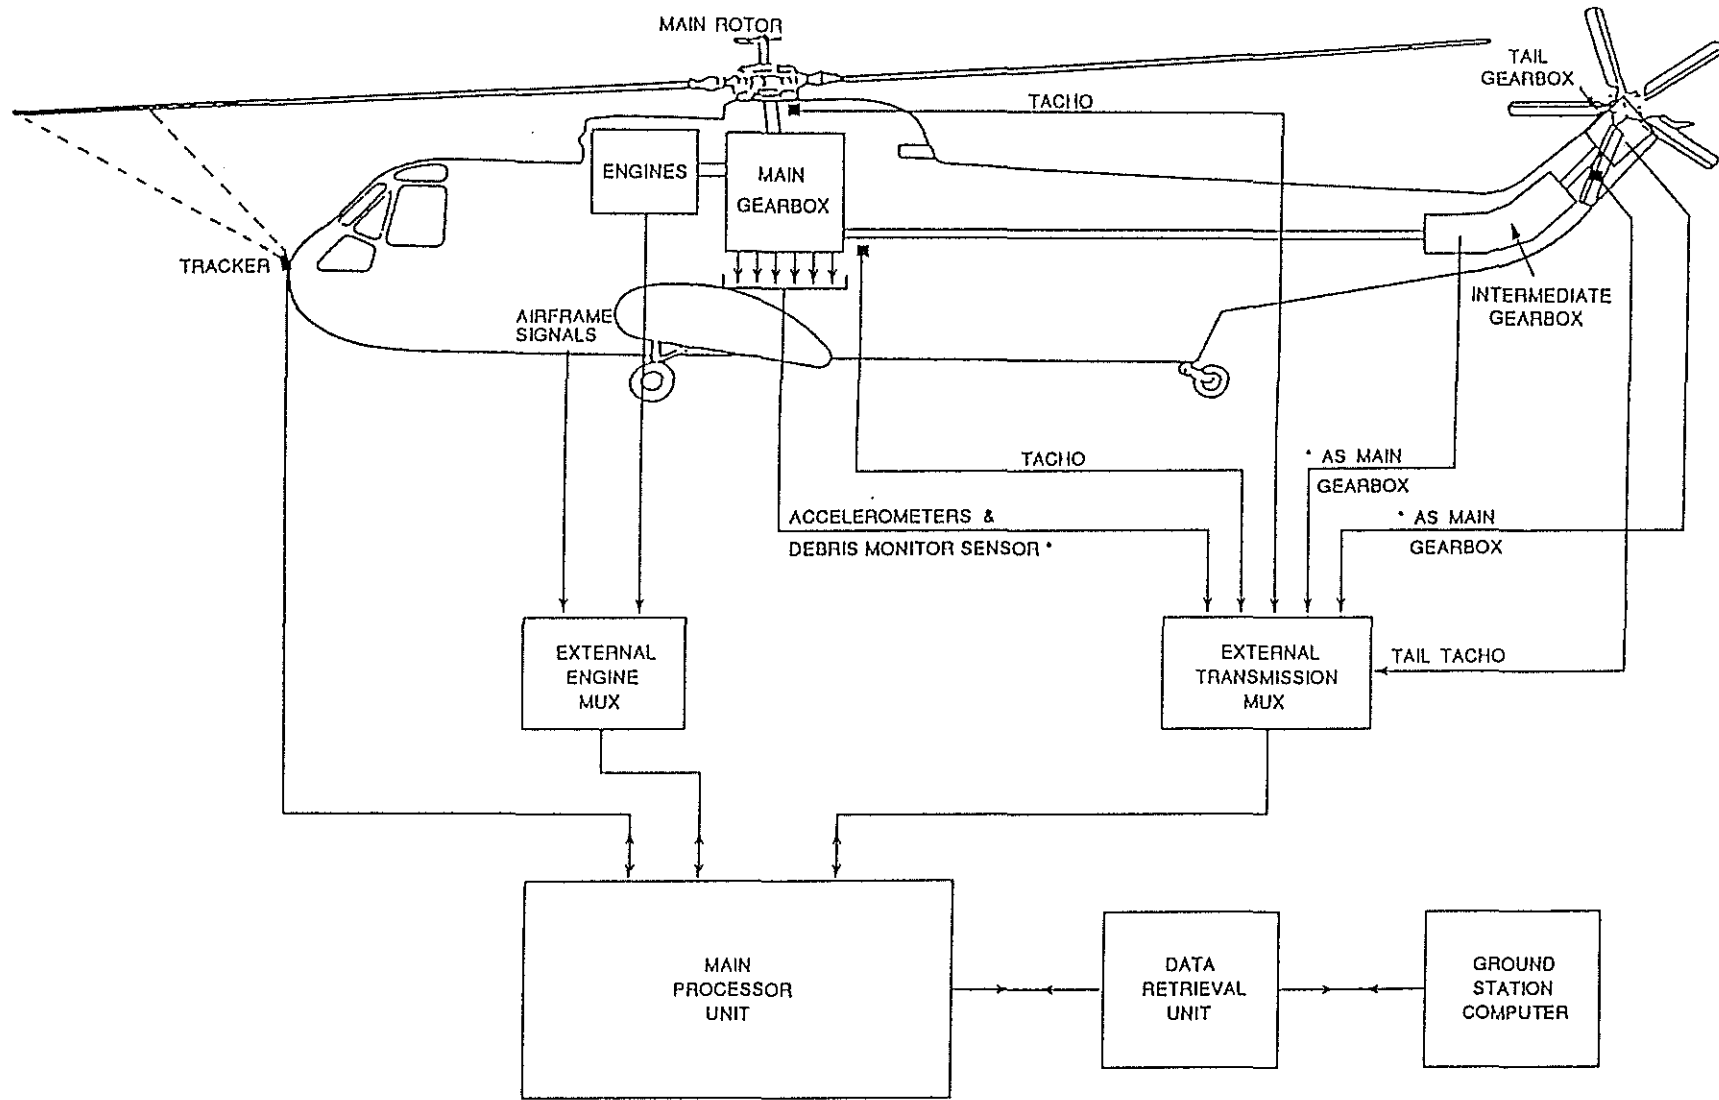 MAIN ROTOR
TAIL
GEARBOX
TACHO
ENGINES
MAIN
GEARBOX
TRACKER
INTERMEDIATE
GEARBOX
AIRFRAME
SIGNALS
TACHO
* AS MAIN
GEARBOX
ACCELEROMETERS &
DEBRIS MONITOR SENSOR *
* AS MAIN
GEARBOX
EXTERNAL
ENGINE
MUX
EXTERNAL
TRANSMISSION
MUX
TAIL TACHO
MAIN
PROCESSOR
UNIT
DATA
RETRIEVAL
UNIT
GROUND
STATION
COMPUTER